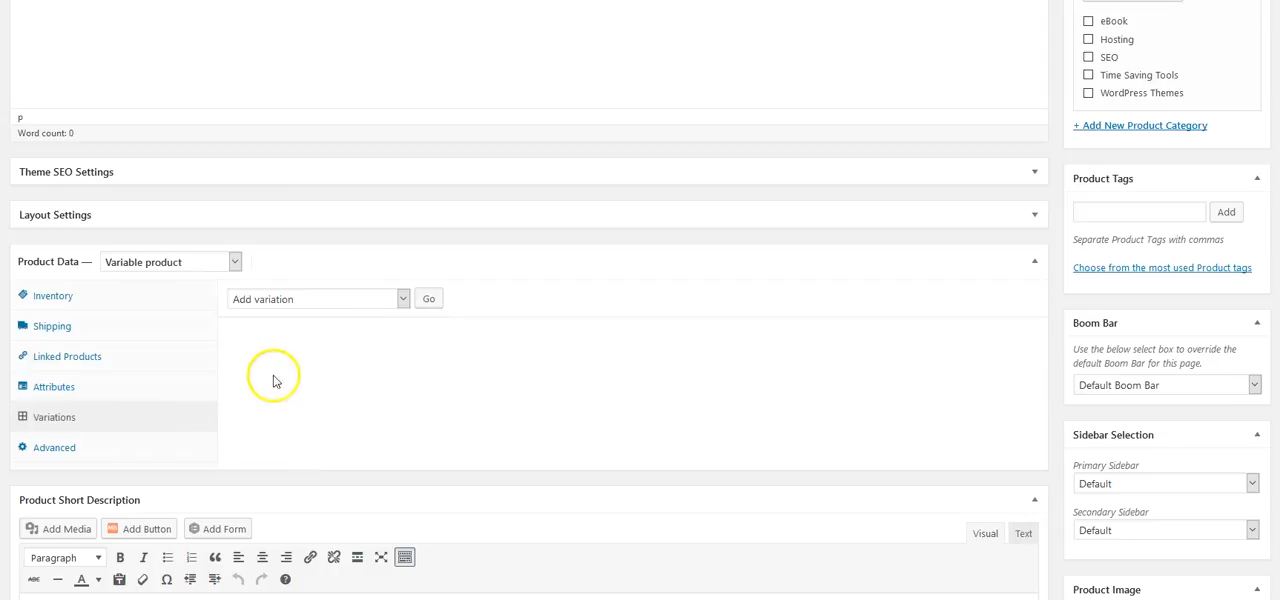 p
Word count: 0
Theme SEO Settings
Layout Settings
Product Data — Variable product
Inventory
Shipping
Linked Products
Attributes
Variations
Advanced
Add variation Go
Product Short Description
Add Media Add Button Add Form
Visual Text
Paragraph B I
ABC A Ω
eBook
Hosting
SEO
Time Saving Tools
WordPress Themes
+ Add New Product Category
Product Tags
Add
Separate Product Tags with commas
Choose from the most used Product tags
Boom Bar
Use the below select box to override the
default Boom Bar for this page.
Default Boom Bar
Sidebar Selection
Primary Sidebar
Default
Secondary Sidebar
Default
Product Image